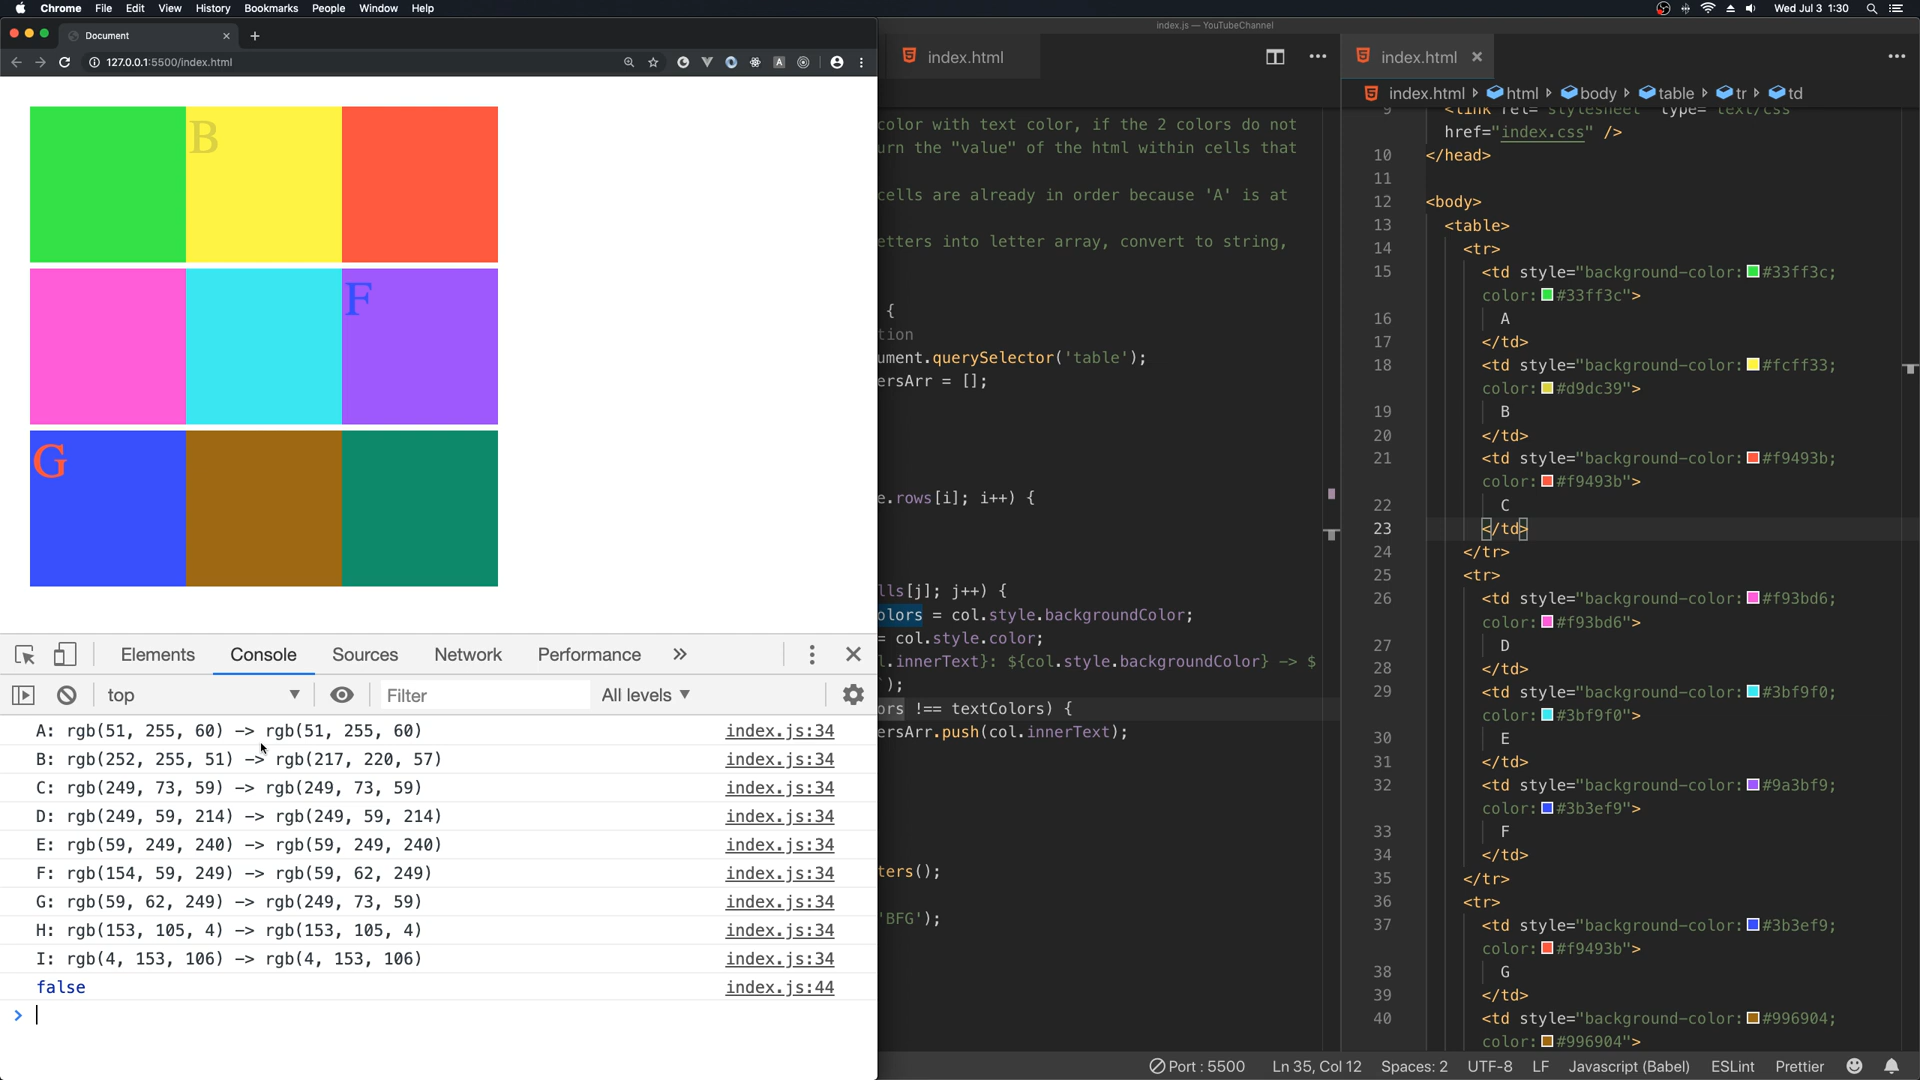 Chrome File Edit View History Bookmarks People Window Help
Wed Jul 3 1:30
Document
127.0.0.1:5500/index.html
B
F
G
Elements Console Sources Network Performance »
top Filter All levels
A: rgb(51, 255, 60) -> rgb(51, 255, 60) index.js:34
B: rgb(252, 255, 51) -> rgb(217, 220, 57) index.js:34
C: rgb(249, 73, 59) -> rgb(249, 73, 59) index.js:34
D: rgb(249, 59, 214) -> rgb(249, 59, 214) index.js:34
E: rgb(59, 249, 240) -> rgb(59, 249, 240) index.js:34
F: rgb(154, 59, 249) -> rgb(59, 62, 249) index.js:34
G: rgb(59, 62, 249) -> rgb(249, 73, 59) index.js:34
H: rgb(153, 105, 4) -> rgb(153, 105, 4) index.js:34
I: rgb(4, 153, 106) -> rgb(4, 153, 106) index.js:34
false index.js:44
>
index.js — YouTubeChannel
index.html
color with text color, if the 2 colors do not
urn the "value" of the html within cells that
cells are already in order because 'A' is at
etters into letter array, convert to string,
{
tion
ument.querySelector('table');
ersArr = [];
e.rows[i]; i++) {
lls[j]; j++) {
olors = col.style.backgroundColor;
= col.style.color;
l.innerText}: ${col.style.backgroundColor} -> $
`);
ors !== textColors) {
ersArr.push(col.innerText);
ters();
'BFG');
index.html
index.html html body table tr td
9 <link rel="stylesheet" type="text/css"
href="index.css" />
10 </head>
11
12 <body>
13 <table>
14 <tr>
15 <td style="background-color:#33ff3c;
color:#33ff3c">
16 A
17 </td>
18 <td style="background-color:#fcff33;
color:#d9dc39">
19 B
20 </td>
21 <td style="background-color:#f9493b;
color:#f9493b">
22 C
23 </td>
24 </tr>
25 <tr>
26 <td style="background-color:#f93bd6;
color:#f93bd6">
27 D
28 </td>
29 <td style="background-color:#3bf9f0;
color:#3bf9f0">
30 E
31 </td>
32 <td style="background-color:#9a3bf9;
color:#3b3ef9">
33 F
34 </td>
35 </tr>
36 <tr>
37 <td style="background-color:#3b3ef9;
color:#f9493b">
38 G
39 </td>
40 <td style="background-color:#996904;
color:#996904">
Port : 5500 Ln 35, Col 12 Spaces: 2 UTF-8 LF Javascript (Babel) ESLint Prettier